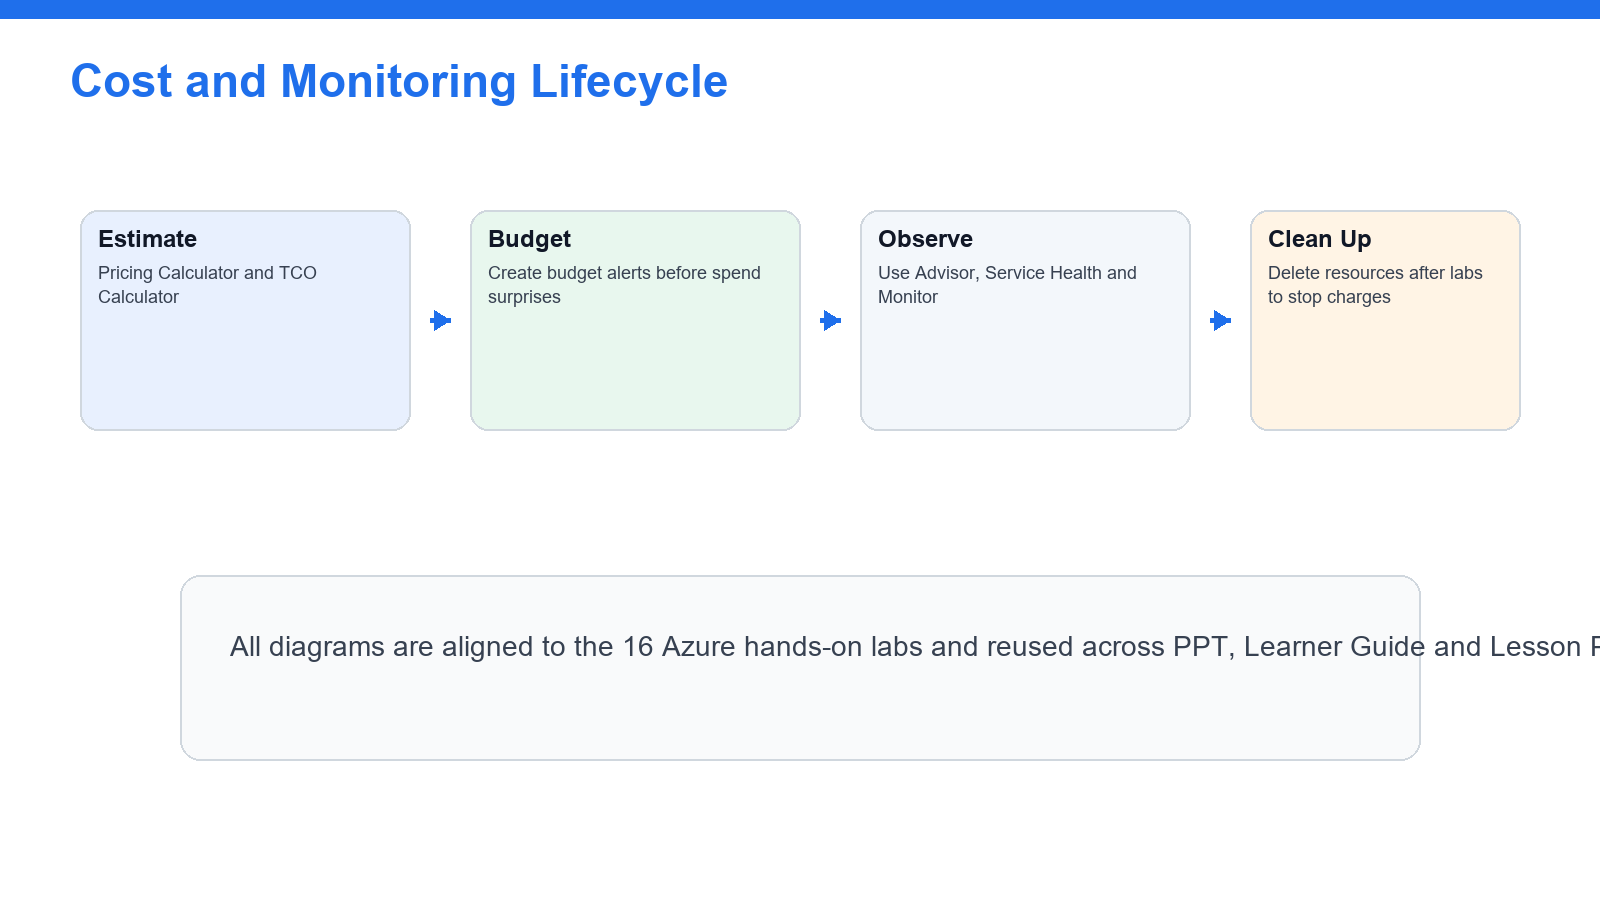 Cost and Monitoring Lifecycle
Estimate
Pricing Calculator and TCO
Calculator
Budget
Create budget alerts before spend
surprises
Observe
Use Advisor, Service Health and
Monitor
Clean Up
Delete resources after labs
to stop charges
All diagrams are aligned to the 16 Azure hands-on labs and reused across PPT, Learner Guide and Lesson